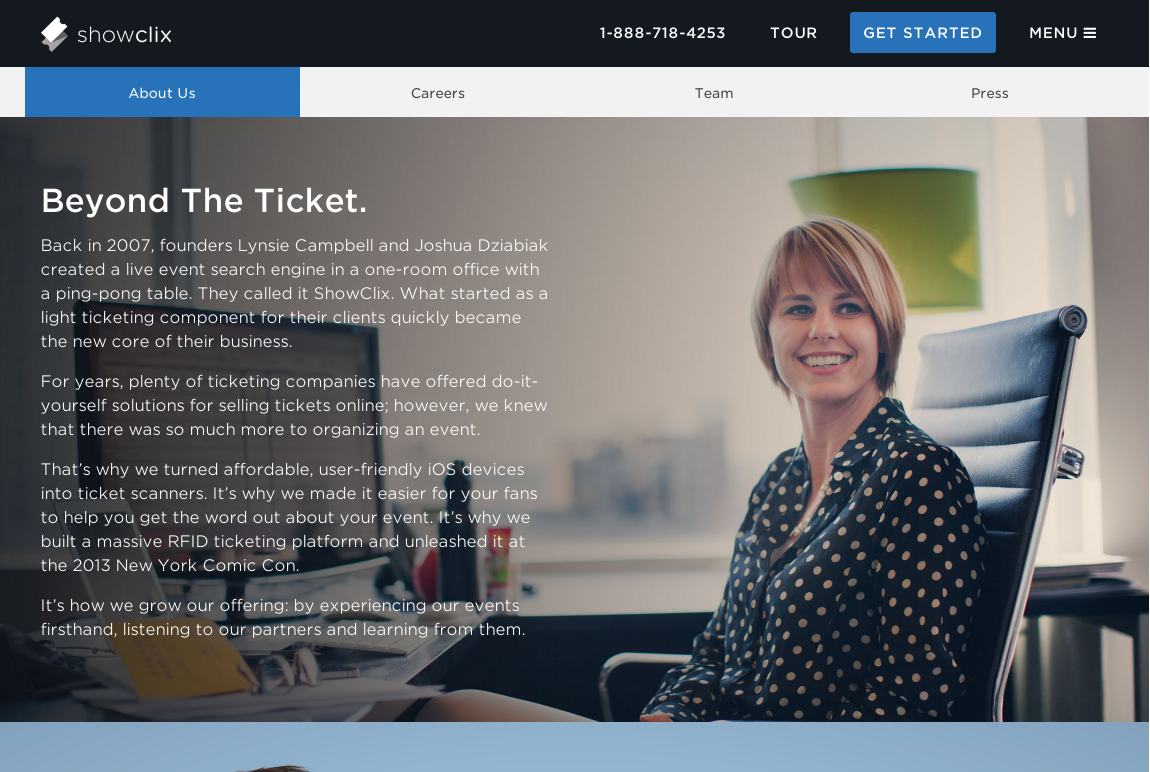 showclix
1-888-718-4253
TOUR
GET STARTED
MENU
About Us
Careers
Team
Press
Beyond The Ticket.
Back in 2007, founders Lynsie Campbell and Joshua Dziabiak
created a live event search engine in a one-room office with
a ping-pong table. They called it ShowClix. What started as a
light ticketing component for their clients quickly became
the new core of their business.
For years, plenty of ticketing companies have offered do-it-
yourself solutions for selling tickets online; however, we knew
that there was so much more to organizing an event.
That’s why we turned affordable, user-friendly iOS devices
into ticket scanners. It’s why we made it easier for your fans
to help you get the word out about your event. It’s why we
built a massive RFID ticketing platform and unleashed it at
the 2013 New York Comic Con.
It’s how we grow our offering: by experiencing our events
firsthand, listening to our partners and learning from them.